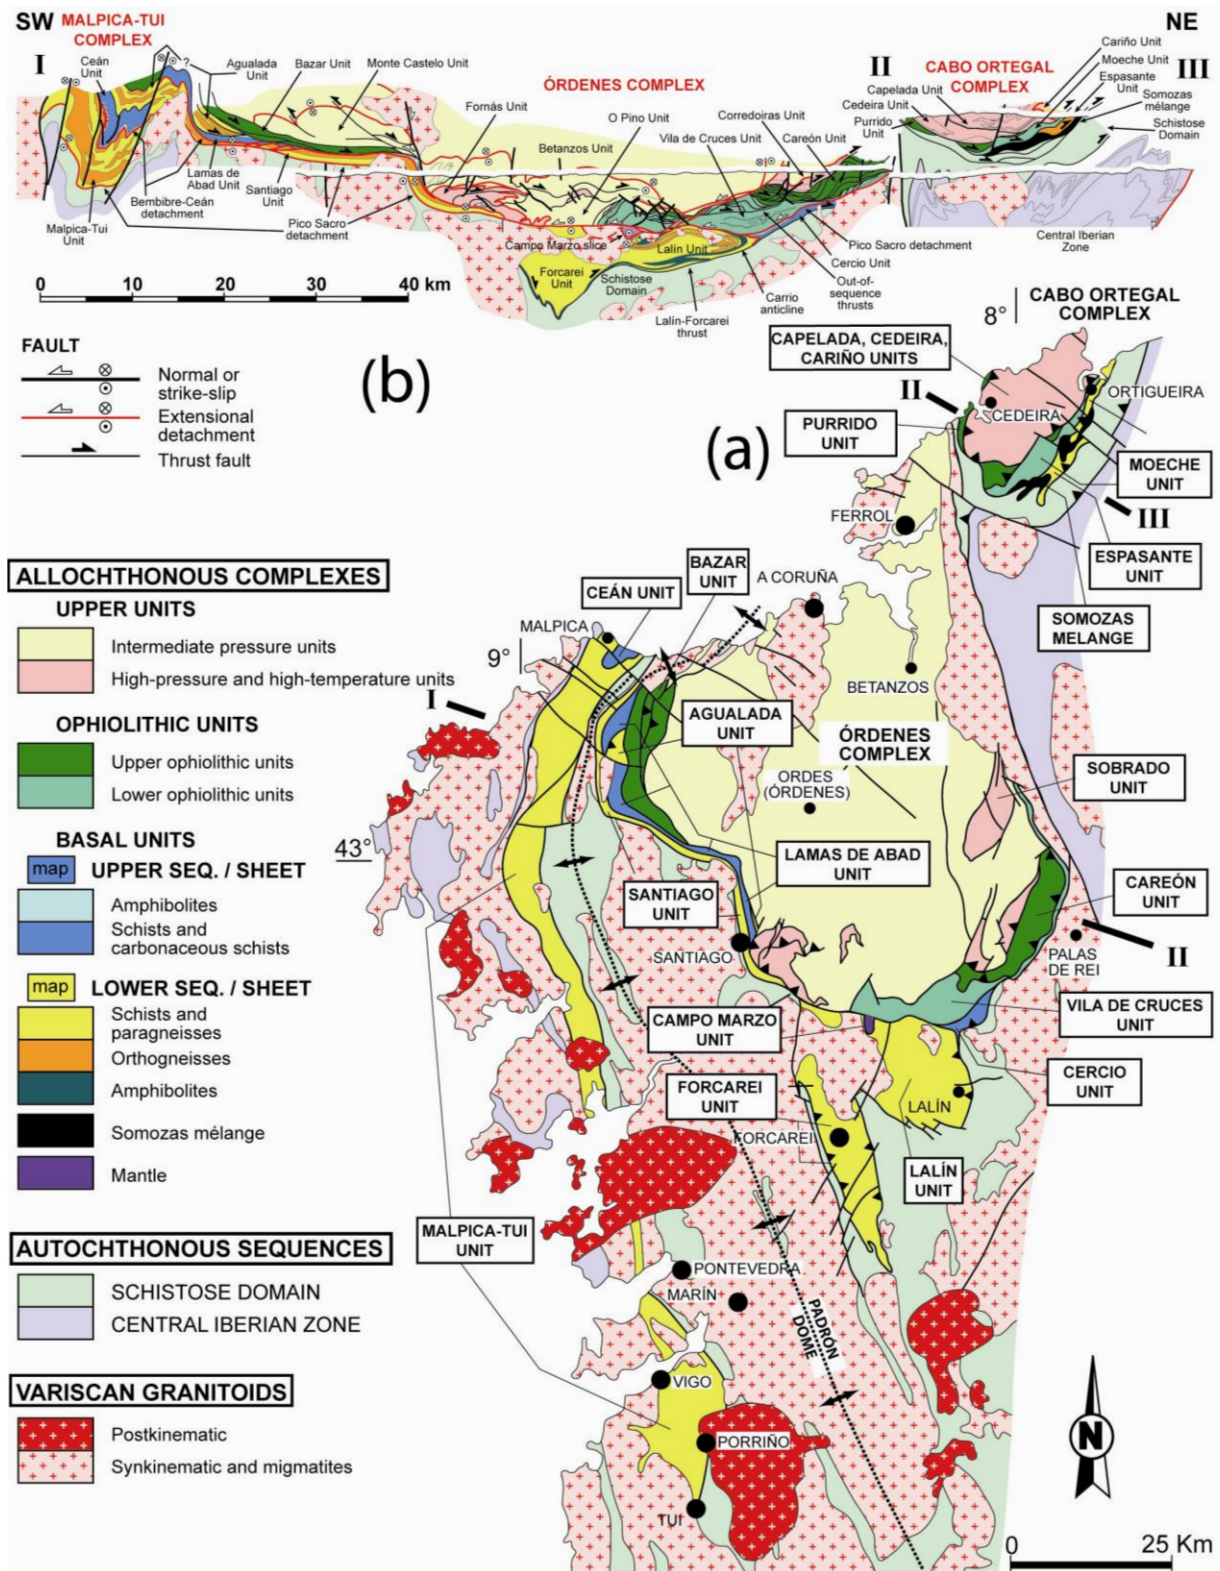 SW
MALPICA-TUI
COMPLEX
NE
I
Ceán
Unit
?
Agualada
Unit
Bazar Unit
Monte Castelo Unit
ÓRDENES COMPLEX
Fornás Unit
O Pino Unit
Betanzos Unit
Vila de Cruces
Unit
Corredoiras
Unit
Careón
Unit
II
CABO ORTEGAL
COMPLEX
III
Cariño Unit
Moeche Unit
Espasante
Unit
Somozas
mélange
Schistose
Domain
Capelada Unit
Cedeira Unit
Purrido
Unit
Malpica-Tui
Unit
Bembibre-Ceán
detachment
Lamas de
Abad Unit
Santiago
Unit
Pico Sacro
detachment
Campo Marzo slice
Lalín Unit
Forcarei
Unit
Schistose
Domain
Lalín-Forcarei
thrust
Carrio
anticline
Out-of-
sequence
thrusts
Cercio Unit
Pico Sacro detachment
Central Iberian
Zone
0 10 20 30 40 km
FAULT
Normal or
strike-slip
Extensional
detachment
Thrust fault
(b)
(a)
8°
CABO ORTEGAL
COMPLEX
CAPELADA, CEDEIRA,
CARIÑO UNITS
II
ORTIGUEIRA
CEDEIRA
PURRIDO
UNIT
MOECHE
UNIT
III
FERROL
ESPASANTE
UNIT
SOMOZAS
MELANGE
BAZAR
UNIT
CEÁN UNIT
A CORUÑA
MALPICA
9°
BETANZOS
I
AGUALADA
UNIT
ÓRDENES
COMPLEX
SOBRADO
UNIT
ORDES
(ÓRDENES)
43°
LAMAS DE ABAD
UNIT
SANTIAGO
UNIT
CAREÓN
UNIT
SANTIAGO
PALAS
DE REI
II
CAMPO MARZO
UNIT
VILA DE CRUCES
UNIT
FORCAREI
UNIT
CERCIO
UNIT
LALÍN
FORCAREI
LALÍN
UNIT
MALPICA-TUI
UNIT
PONTEVEDRA
MARÍN
PADRÓN
DOME
VIGO
PORRIÑO
TUI
N
0 25 Km
ALLOCHTHONOUS COMPLEXES
UPPER UNITS
Intermediate pressure units
High-pressure and high-temperature units
OPHIOLITHIC UNITS
Upper ophiolithic units
Lower ophiolithic units
BASAL UNITS
map UPPER SEQ. / SHEET
Amphibolites
Schists and
carbonaceous schists
map LOWER SEQ. / SHEET
Schists and
paragneisses
Orthogneisses
Amphibolites
Somozas mélange
Mantle
AUTOCHTHONOUS SEQUENCES
SCHISTOSE DOMAIN
CENTRAL IBERIAN ZONE
VARISCAN GRANITOIDS
Postkinematic
Synkinematic and migmatites